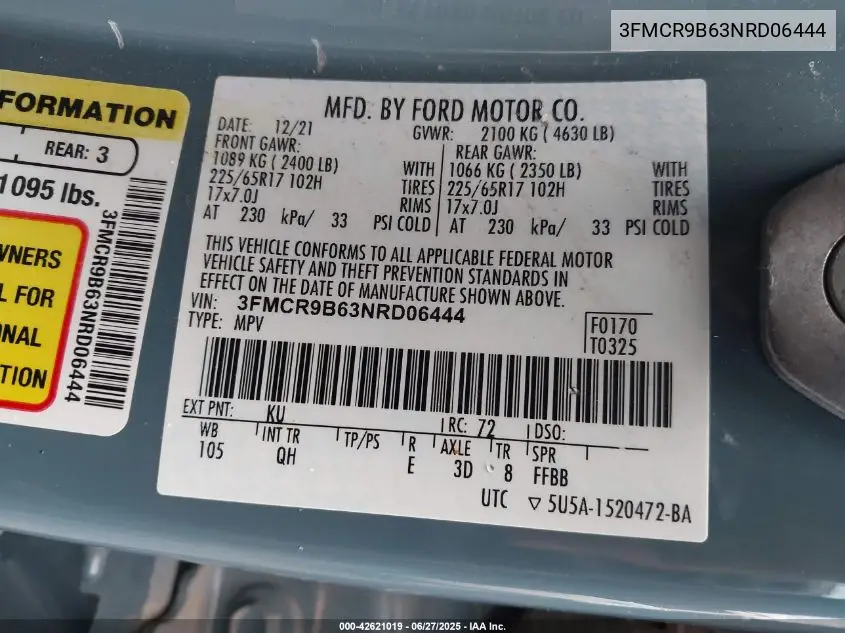 3FMCR9B63NRD06444
FORMATION
REAR: 3
1095 lbs.
3FMCR9B63NRD06444
WNERS
L FOR
NAL
TION
MFD. BY FORD MOTOR CO.
DATE: 12/21 GVWR: 2100 KG ( 4630 LB)
FRONT GAWR: REAR GAWR:
1089 KG ( 2400 LB) WITH 1066 KG ( 2350 LB) WITH
225/65R17 102H TIRES 225/65R17 102H TIRES
17x7.0J RIMS 17x7.0J RIMS
AT 230 kPa/ 33 PSI COLD AT 230 kPa/ 33 PSI COLD
THIS VEHICLE CONFORMS TO ALL APPLICABLE FEDERAL MOTOR
VEHICLE SAFETY AND THEFT PREVENTION STANDARDS IN
EFFECT ON THE DATE OF MANUFACTURE SHOWN ABOVE.
VIN: 3FMCR9B63NRD06444
TYPE: MPV
F0170
T0325
EXT PNT: KU RC: 72 DSO:
WB INT TR TP/PS R AXLE TR SPR
105 QH E 3D 8 FFBB
UTC ▽ 5U5A-1520472-BA
000-42621019 - 06/27/2025 - IAA Inc.